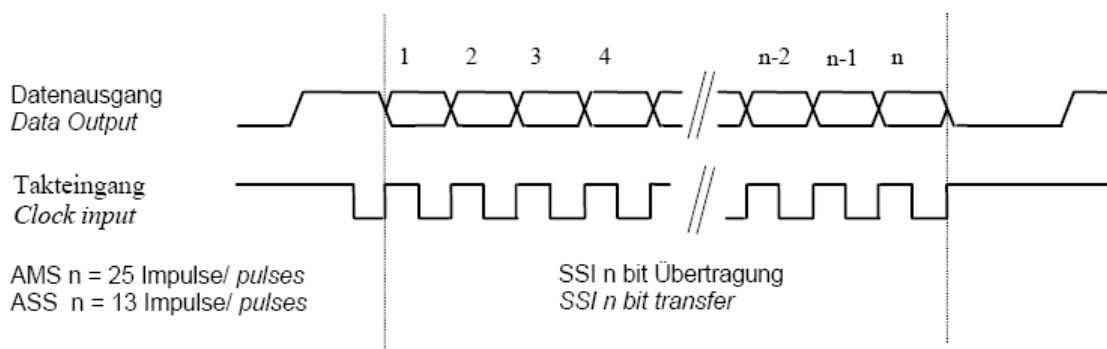 1 2 3 4 n-2 n-1 n
Datenausgang
Data Output
Takteingang
Clock input
AMS n = 25 Impulse/ pulses
ASS n = 13 Impulse/ pulses
SSI n bit Übertragung
SSI n bit transfer